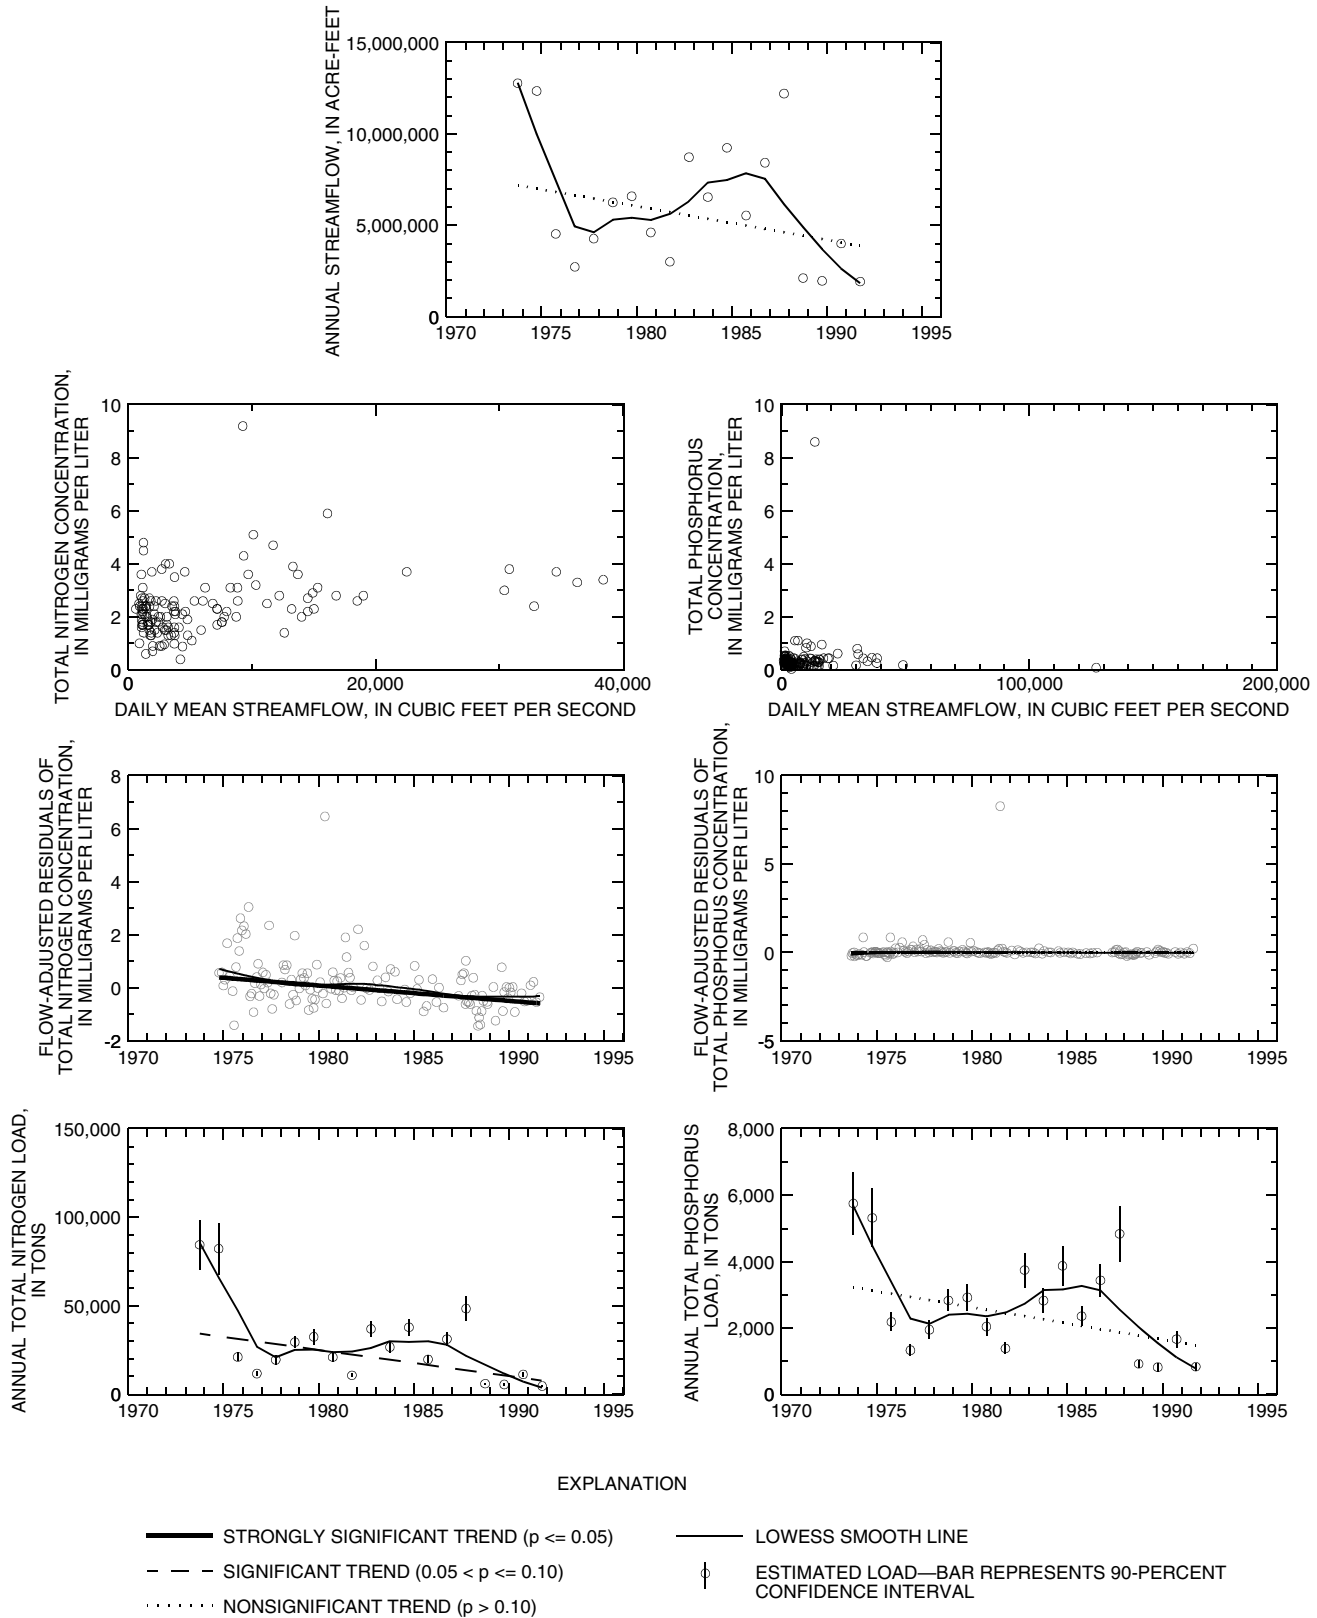 ANNUAL STREAMFLOW, IN ACRE-FEET
15,000,000
10,000,000
5,000,000
0
1970 1975 1980 1985 1990 1995
TOTAL NITROGEN CONCENTRATION,
IN MILLIGRAMS PER LITER
10
8
6
4
2
0
0 20,000 40,000
DAILY MEAN STREAMFLOW, IN CUBIC FEET PER SECOND
TOTAL PHOSPHORUS
CONCENTRATION,
IN MILLIGRAMS PER LITER
10
8
6
4
2
0
0 100,000 200,000
DAILY MEAN STREAMFLOW, IN CUBIC FEET PER SECOND
FLOW-ADJUSTED RESIDUALS OF
TOTAL NITROGEN CONCENTRATION,
IN MILLIGRAMS PER LITER
8
6
4
2
0
-2
1970 1975 1980 1985 1990 1995
FLOW-ADJUSTED RESIDUALS OF
TOTAL PHOSPHORUS CONCENTRATION,
IN MILLIGRAMS PER LITER
10
5
0
-5
1970 1975 1980 1985 1990 1995
ANNUAL TOTAL NITROGEN LOAD,
IN TONS
150,000
100,000
50,000
0
1970 1975 1980 1985 1990 1995
ANNUAL TOTAL PHOSPHORUS
LOAD, IN TONS
8,000
6,000
4,000
2,000
0
1970 1975 1980 1985 1990 1995
EXPLANATION
STRONGLY SIGNIFICANT TREND (p <= 0.05)
SIGNIFICANT TREND (0.05 < p <= 0.10)
NONSIGNIFICANT TREND (p > 0.10)
LOWESS SMOOTH LINE
ESTIMATED LOAD—BAR REPRESENTS 90-PERCENT
CONFIDENCE INTERVAL